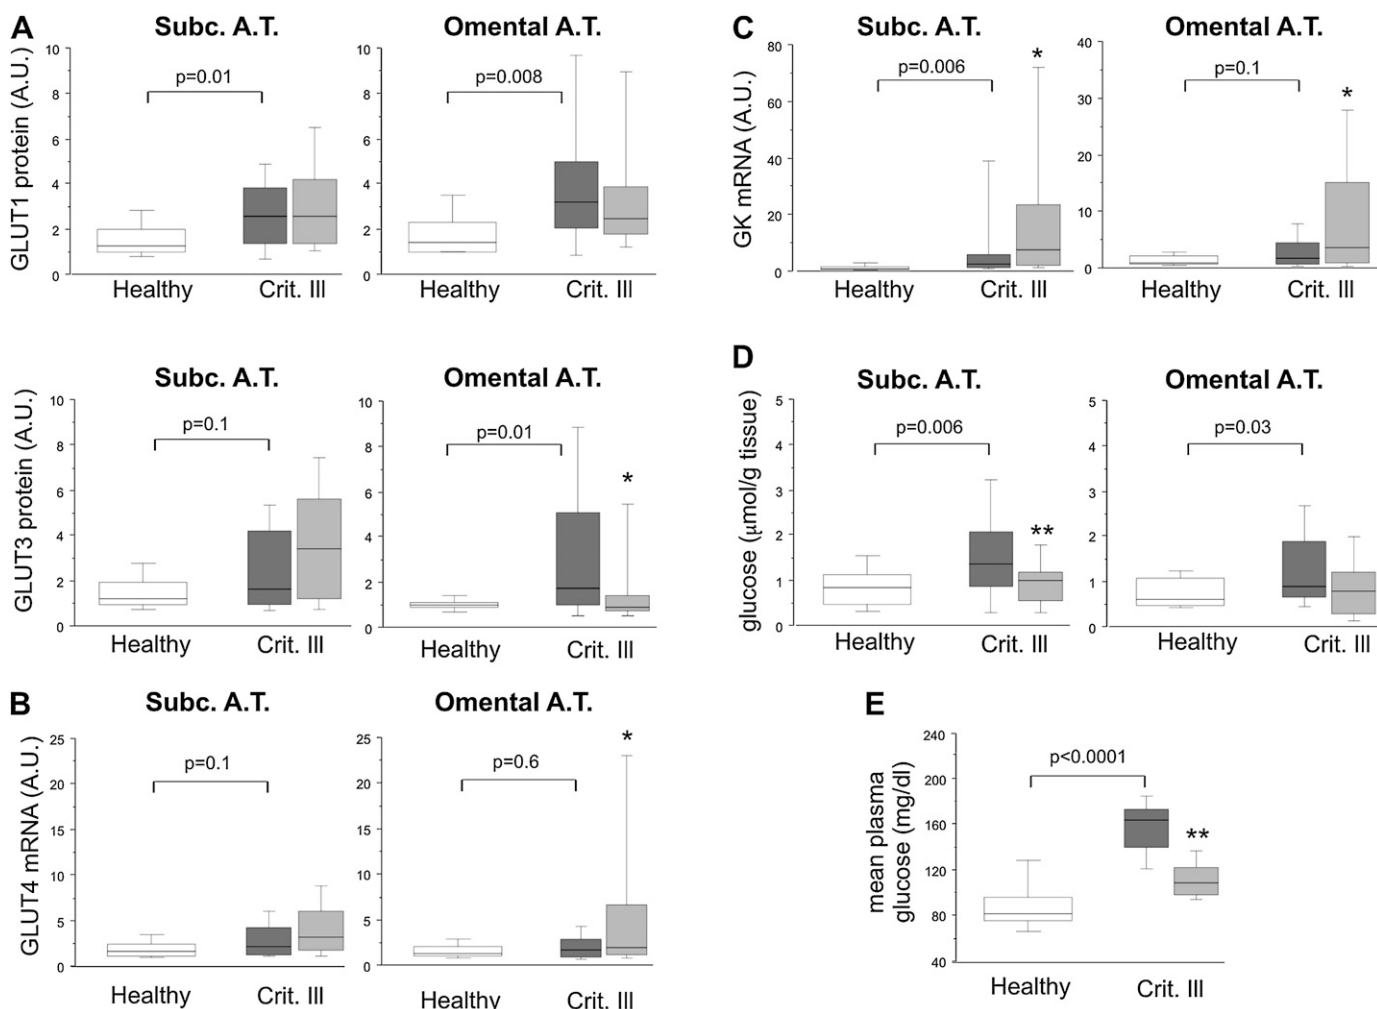 A
Subc. A.T.
Omental A.T.
GLUT1 protein (A.U.)
10
8
6
4
2
0
p=0.01
Healthy
Crit. Ill
10
8
6
4
2
0
p=0.008
Healthy
Crit. Ill
Subc. A.T.
Omental A.T.
GLUT3 protein (A.U.)
10
8
6
4
2
0
p=0.1
Healthy
Crit. Ill
10
8
6
4
2
0
p=0.01
*
Healthy
Crit. Ill
B
Subc. A.T.
Omental A.T.
GLUT4 mRNA (A.U.)
25
20
15
10
5
0
p=0.1
Healthy
Crit. Ill
25
20
15
10
5
0
p=0.6
*
Healthy
Crit. Ill
C
Subc. A.T.
Omental A.T.
GK mRNA (A.U.)
80
60
40
20
0
p=0.006
*
Healthy
Crit. Ill
40
30
20
10
0
p=0.1
*
Healthy
Crit. Ill
D
Subc. A.T.
Omental A.T.
glucose (μmol/g tissue)
5
4
3
2
1
0
p=0.006
**
Healthy
Crit. Ill
5
4
3
2
1
0
p=0.03
Healthy
Crit. Ill
E
mean plasma
glucose (mg/dl)
240
200
160
120
80
40
p<0.0001
**
Healthy
Crit. Ill